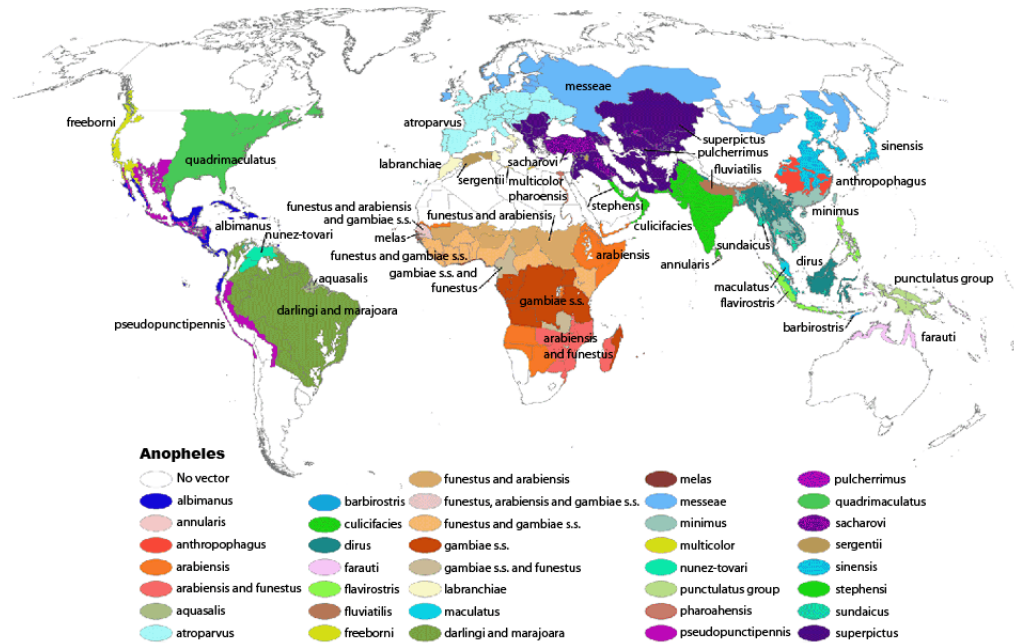 messeae
freeborni
atroparvus
quadrimaculatus
superpictus
pulcherrimus
sinensis
labranchiae
sacharovi
fluviatilis
sergentii
multicolor
anthropophagus
pharoensis
stephensi
funestus and arabiensis
and gambiae s.s.
funestus and arabiensis
minimus
albimanus
culicifacies
nunez-tovari
melas
sundaicus
funestus and gambiae s.s.
arabiensis
dirus
annularis
gambiae s.s. and
funestus
aquasalis
maculatus
punctulatus group
gambiae s.s.
flavirostris
darlingi and marajoara
pseudopunctipennis
barbirostris
arabiensis
and funestus
farauti
Anopheles
No vector
albimanus
annularis
anthropophagus
arabiensis
arabiensis and funestus
aquasalis
atroparvus
barbirostris
culicifacies
dirus
farauti
flavirostris
fluviatilis
freeborni
funestus and arabiensis
funestus, arabiensis and gambiae s.s.
funestus and gambiae s.s.
gambiae s.s.
gambiae s.s. and funestus
labranchiae
maculatus
darlingi and marajoara
melas
messeae
minimus
multicolor
nunez-tovari
punctulatus group
pharoahensis
pseudopunctipennis
pulcherrimus
quadrimaculatus
sacharovi
sergentii
sinensis
stephensi
sundaicus
superpictus